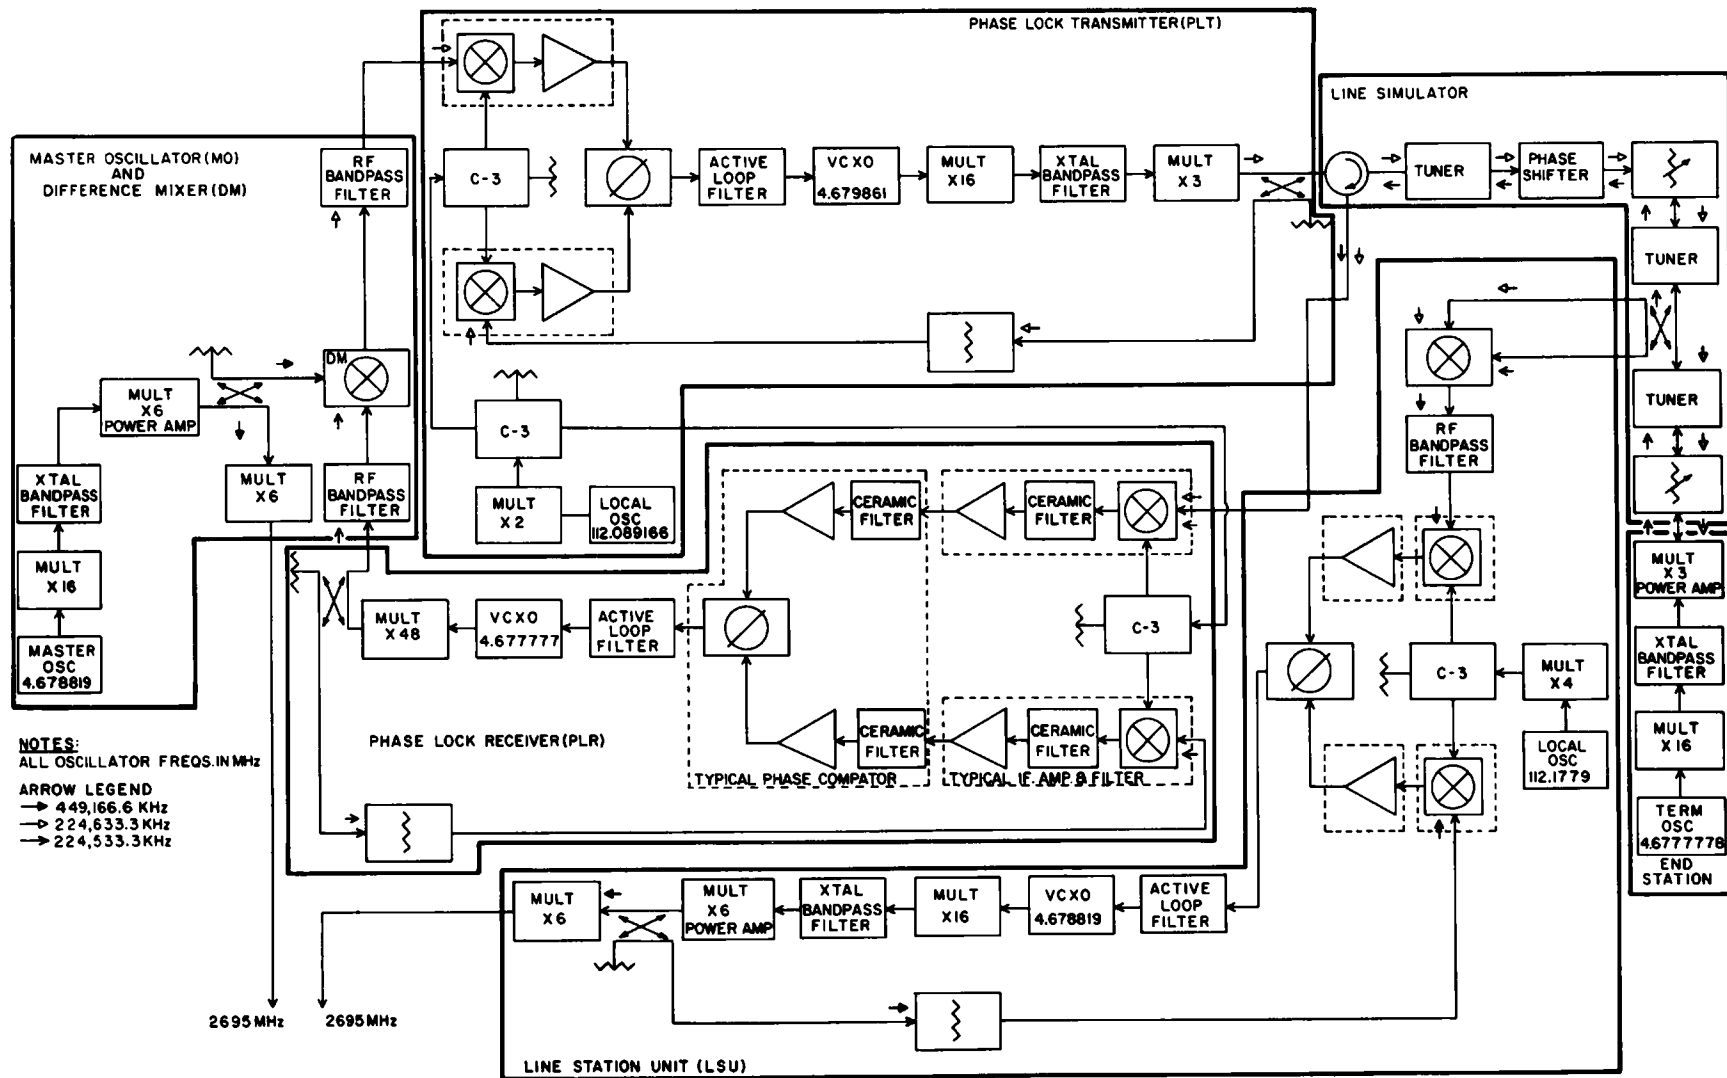 PHASE LOCK TRANSMITTER(PLT)
LINE SIMULATOR
MASTER OSCILLATOR(MO)
AND
DIFFERENCE MIXER(DM)
RF
BANDPASS
FILTER
C-3
ACTIVE
LOOP
FILTER
VCXO
4.679861
MULT
X16
XTAL
BANDPASS
FILTER
MULT
X3
TUNER
PHASE
SHIFTER
TUNER
DM
MULT
X6
POWER AMP
C-3
TUNER
RF
BANDPASS
FILTER
XTAL
BANDPASS
FILTER
MULT
X6
RF
BANDPASS
FILTER
MULT
X2
LOCAL
OSC
112.089166
CERAMIC
FILTER
CERAMIC
FILTER
MULT
X16
MULT
X3
POWER AMP
MULT
X48
VCXO
4.677777
ACTIVE
LOOP
FILTER
C-3
MASTER
OSC
4.678819
C-3
MULT
X4
XTAL
BANDPASS
FILTER
PHASE LOCK RECEIVER(PLR)
CERAMIC
FILTER
CERAMIC
FILTER
LOCAL
OSC
112.1779
MULT
X16
TYPICAL PHASE COMPATOR
TYPICAL IF. AMP. & FILTER
NOTES:
ALL OSCILLATOR FREQS.IN MHz
ARROW LEGEND
449,166.6 KHz
224,633.3 KHz
224,533.3KHz
TERM
OSC
4.6777778
END
STATION
MULT
X6
MULT
X6
POWER AMP
XTAL
BANDPASS
FILTER
MULT
X16
VCXO
4.678819
ACTIVE
LOOP
FILTER
2695MHz
2695MHz
LINE STATION UNIT (LSU)